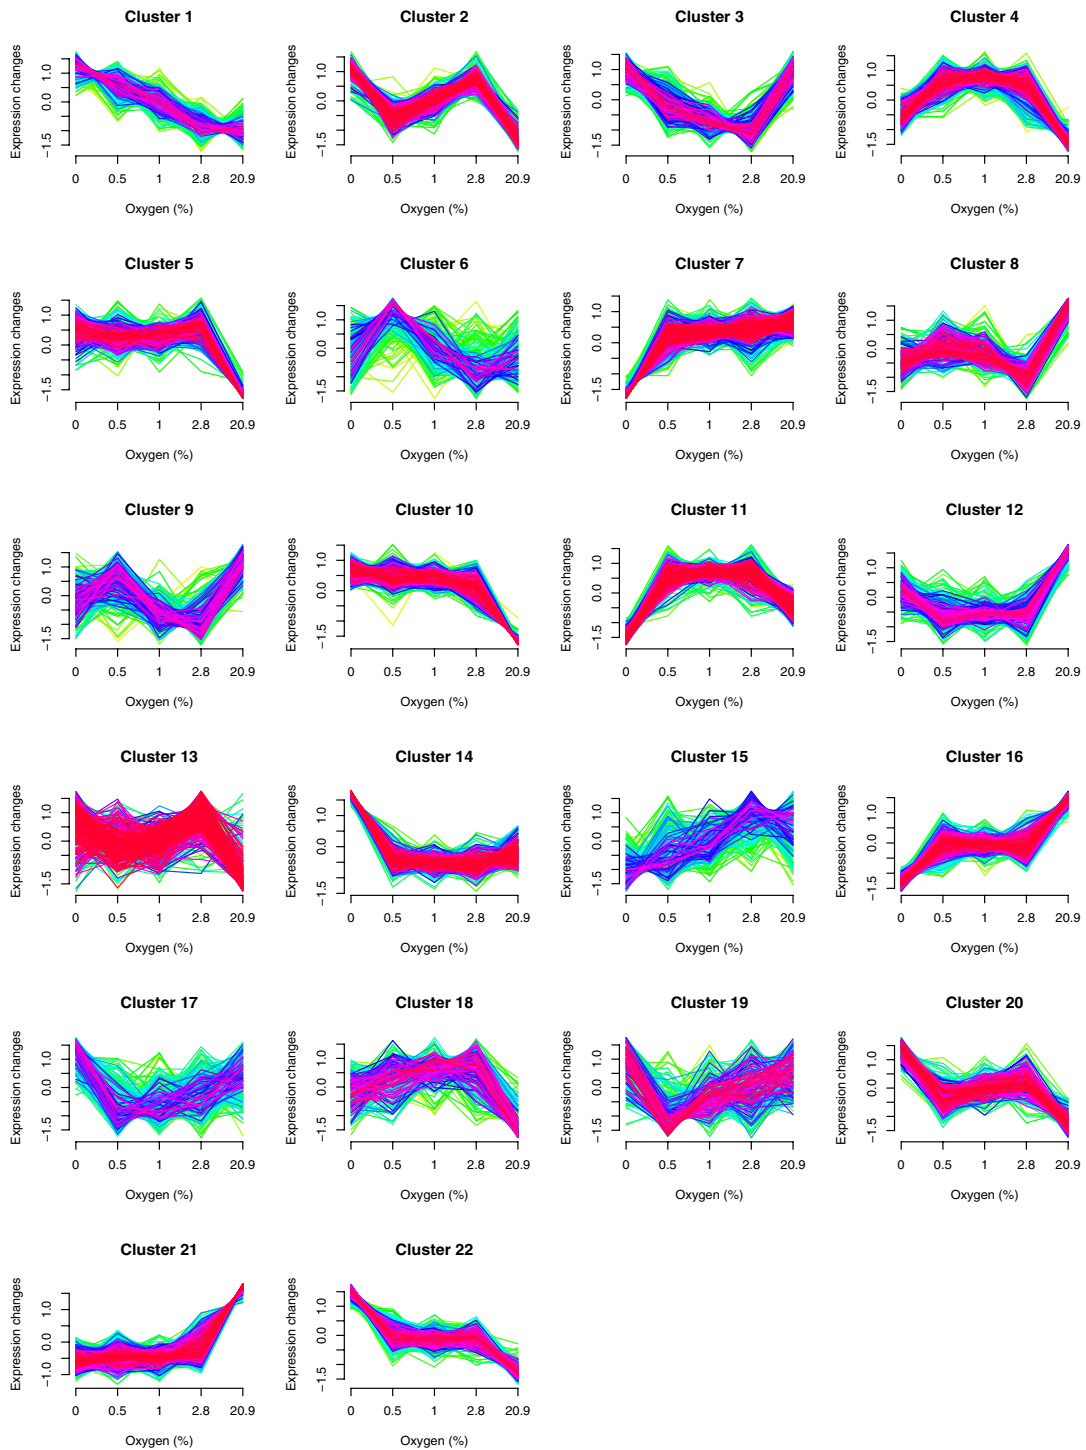 Cluster 1 Cluster 2 Cluster 3 Cluster 4
Expression changes Expression changes Expression changes Expression changes
1.0 1.0 1.0 1.0
0.0 0.0 0.0 0.0
−1.5 −1.5 −1.5 −1.5
0 0.5 1 2.8 20.9 0 0.5 1 2.8 20.9 0 0.5 1 2.8 20.9 0 0.5 1 2.8 20.9
Oxygen (%) Oxygen (%) Oxygen (%) Oxygen (%)
Cluster 5 Cluster 6 Cluster 7 Cluster 8
Expression changes Expression changes Expression changes Expression changes
1.0 1.0 1.0 1.0
0.0 0.0 0.0 0.0
−1.5 −1.5 −1.5 −1.5
0 0.5 1 2.8 20.9 0 0.5 1 2.8 20.9 0 0.5 1 2.8 20.9 0 0.5 1 2.8 20.9
Oxygen (%) Oxygen (%) Oxygen (%) Oxygen (%)
Cluster 9 Cluster 10 Cluster 11 Cluster 12
Expression changes Expression changes Expression changes Expression changes
1.0 1.0 1.0 1.0
0.0 0.0 0.0 0.0
−1.5 −1.5 −1.5 −1.5
0 0.5 1 2.8 20.9 0 0.5 1 2.8 20.9 0 0.5 1 2.8 20.9 0 0.5 1 2.8 20.9
Oxygen (%) Oxygen (%) Oxygen (%) Oxygen (%)
Cluster 13 Cluster 14 Cluster 15 Cluster 16
Expression changes Expression changes Expression changes Expression changes
1.0 1.0 1.0 1.0
0.0 0.0 0.0 0.0
−1.5 −1.5 −1.5 −1.5
0 0.5 1 2.8 20.9 0 0.5 1 2.8 20.9 0 0.5 1 2.8 20.9 0 0.5 1 2.8 20.9
Oxygen (%) Oxygen (%) Oxygen (%) Oxygen (%)
Cluster 17 Cluster 18 Cluster 19 Cluster 20
Expression changes Expression changes Expression changes Expression changes
1.0 1.0 1.0 1.0
0.0 0.0 0.0 0.0
−1.5 −1.5 −1.5 −1.5
0 0.5 1 2.8 20.9 0 0.5 1 2.8 20.9 0 0.5 1 2.8 20.9 0 0.5 1 2.8 20.9
Oxygen (%) Oxygen (%) Oxygen (%) Oxygen (%)
Cluster 21 Cluster 22
Expression changes Expression changes
1.0 1.0
0.0 0.0
−1.0 −1.5
0 0.5 1 2.8 20.9 0 0.5 1 2.8 20.9
Oxygen (%) Oxygen (%)